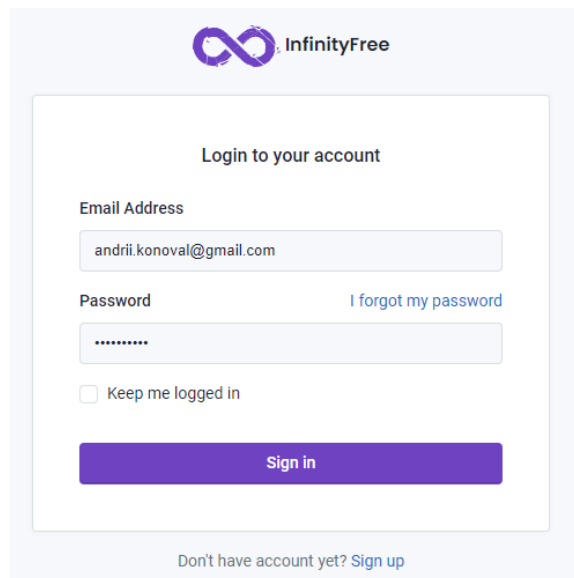 InfinityFree
Login to your account
Email Address
andrii.konoval@gmail.com
Password I forgot my password
••••••••••
Keep me logged in
Sign in
Don't have account yet? Sign up